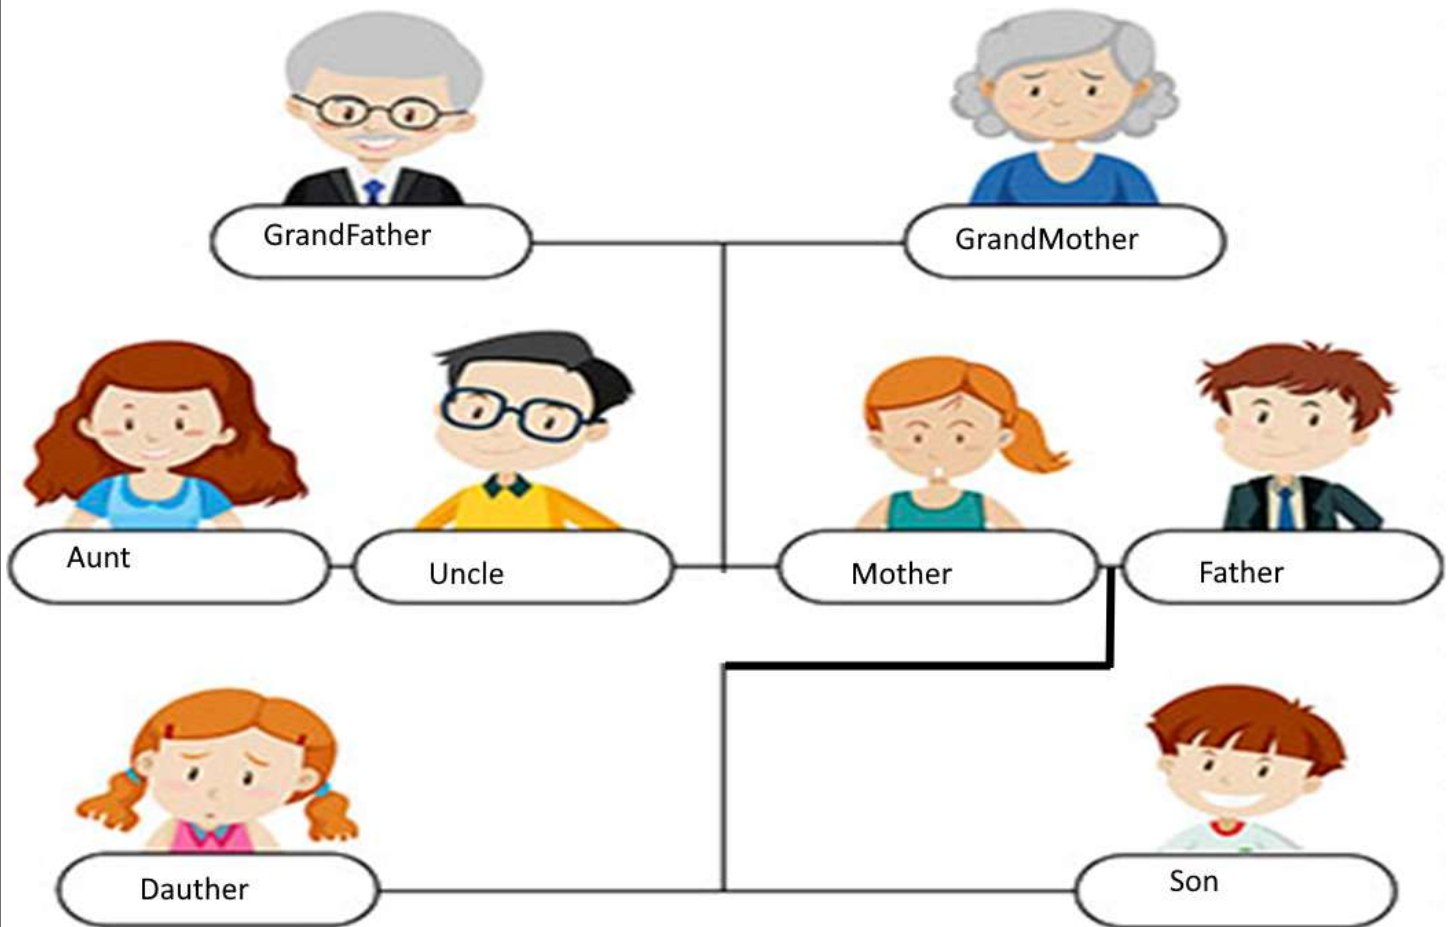 GrandFather
GrandMother
Aunt
Uncle
Mother
Father
Dauther
Son